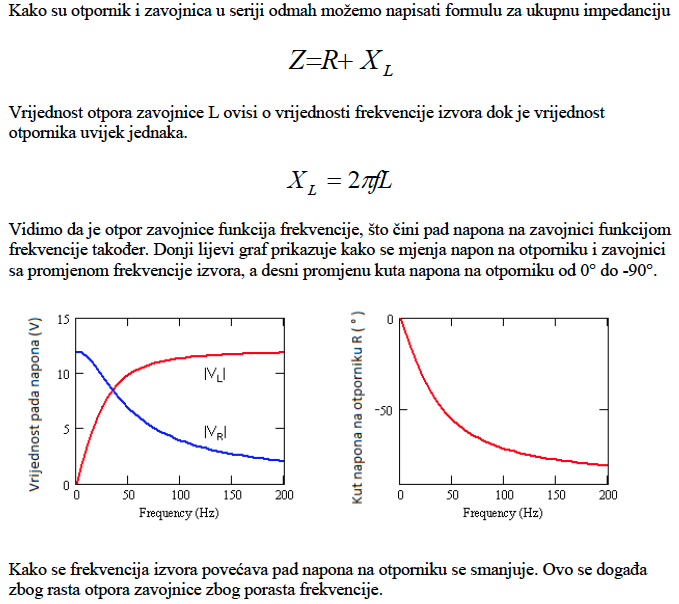 Kako su otpornik i zavojnica u seriji odmah možemo napisati formulu za ukupnu impedanciju
Z=R+ X_L
Vrijednost otpora zavojnice L ovisi o vrijednosti frekvencije izvora dok je vrijednost
otpornika uvijek jednaka.
X_L = 2πfL
Vidimo da je otpor zavojnice funkcija frekvencije, što čini pad napona na zavojnici funkcijom
frekvencije također. Donji lijevi graf prikazuje kako se mjenja napon na otporniku i zavojnici
sa promjenom frekvencije izvora, a desni promjenu kuta napona na otporniku od 0° do -90°.
Vrijednost pada napona (V)
15
10
5
0
|V_L|
|V_R|
0 50 100 150 200
Frequency (Hz)
Kut napona na otporniku R ( ° )
0
-50
0 50 100 150 200
Frequency (Hz)
Kako se frekvencija izvora povećava pad napona na otporniku se smanjuje. Ovo se događa
zbog rasta otpora zavojnice zbog porasta frekvencije.